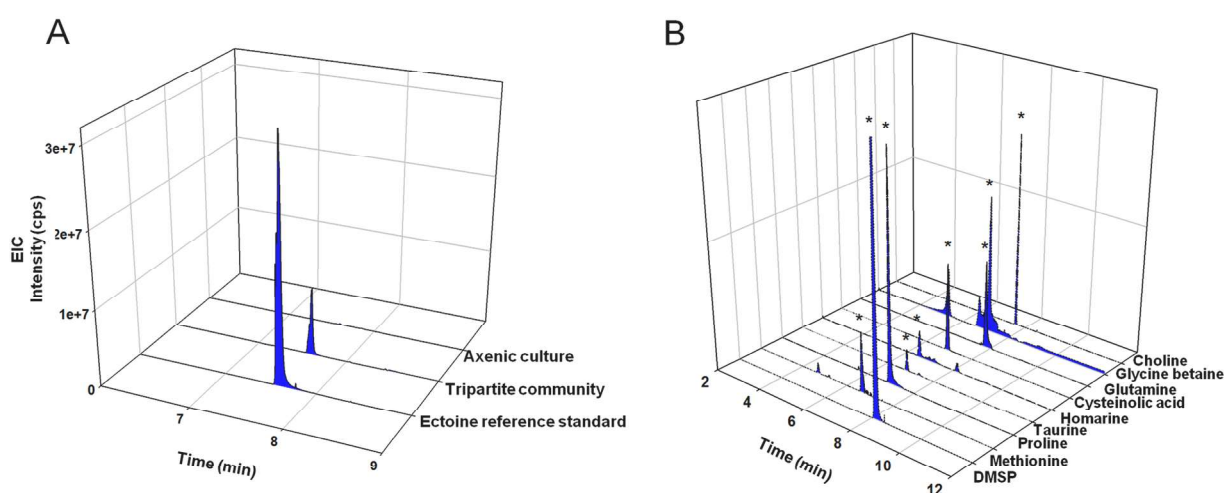 A
EIC
Intensity (cps)
3e+7
2e+7
1e+7
0
7
8
9
Time (min)
Axenic culture
Tripartite community
Ectoine reference standard
B
* * * * * * * * *
2
4
6
8
10
12
Time (min)
Choline
Glycine betaine
Glutamine
Cysteinolic acid
Homarine
Taurine
Proline
Methionine
DMSP